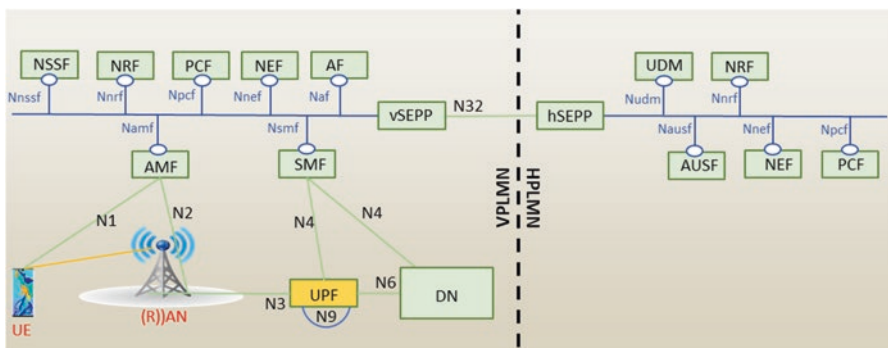 NSSF
NRF
PCF
NEF
AF
UDM
NRF
Nnssf
Nnrf
Npcf
Nnef
Naf
Nudm
Nnrf
vSEPP
N32
hSEPP
Namf
Nsmf
Nausf
Nnef
Npcf
AMF
SMF
AUSF
NEF
PCF
VPLMN
HPLMN
N1
N2
N4
N4
N3
UPF
N6
DN
N9
UE
(R))AN